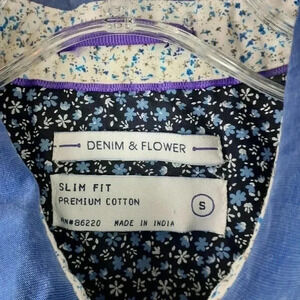 DENIM & FLOWER
SLIM FIT
PREMIUM COTTON
S
RN#86220 MADE IN INDIA